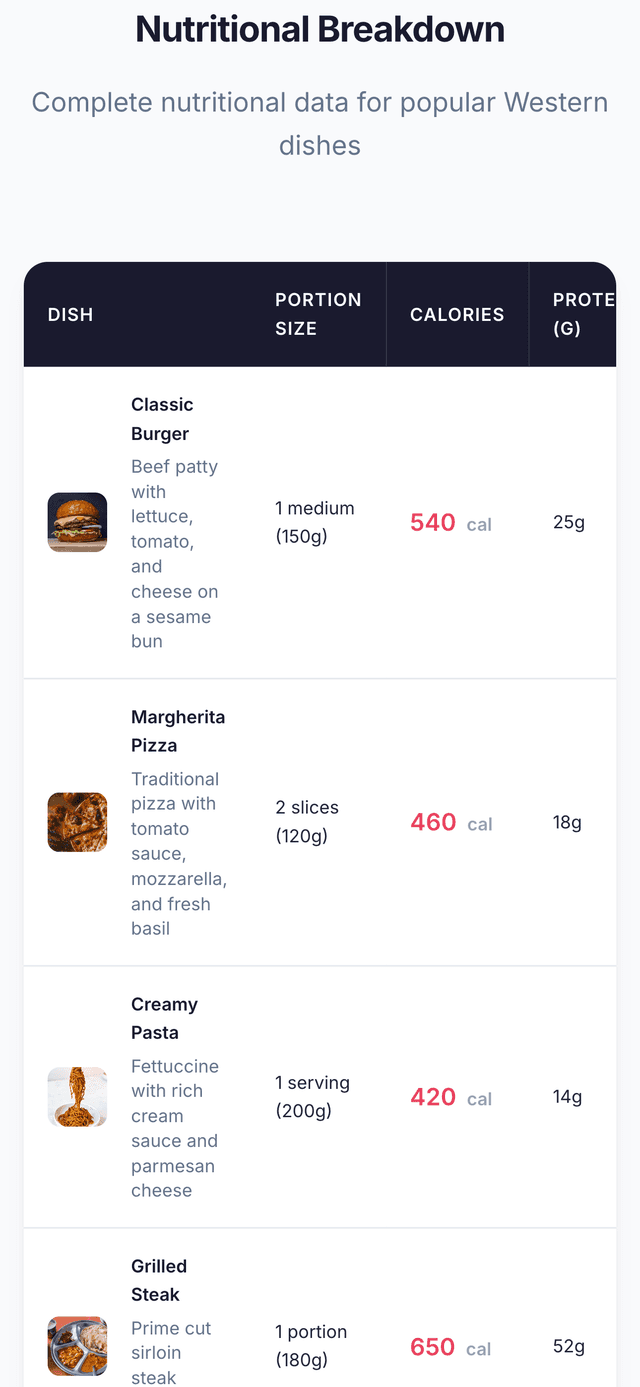 Nutritional Breakdown
Complete nutritional data for popular Western
dishes
DISH
PORTION
SIZE
CALORIES
PROTE
(G)
Classic
Burger
Beef patty
with
lettuce,
tomato,
and
cheese on
a sesame
bun
1 medium
(150g)
540 cal
25g
Margherita
Pizza
Traditional
pizza with
tomato
sauce,
mozzarella,
and fresh
basil
2 slices
(120g)
460 cal
18g
Creamy
Pasta
Fettuccine
with rich
cream
sauce and
parmesan
cheese
1 serving
(200g)
420 cal
14g
Grilled
Steak
Prime cut
sirloin
steak
1 portion
(180g)
650 cal
52g